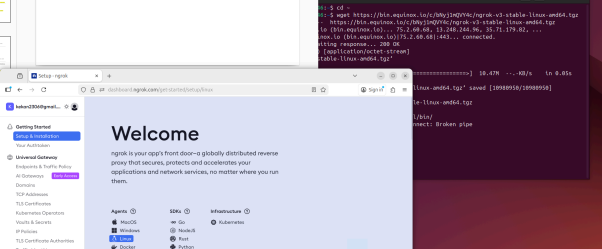 $ cd ~
$ wget https://bin.equinox.io/c/bNyj1mQVY4c/ngrok-v3-stable-linux-amd64.tgz
https://bin.equinox.io/c/bNyj1mQVY4c/ngrok-v3-stable-linux-amd64.tgz
.io (bin.equinox.io)... 75.2.60.68, 13.248.244.96, 35.71.179.82, ...
inox.io (bin.equinox.io)|75.2.60.68|:443... connected.
aiting response... 200 OK
) [application/octet-stream]
stable-linux-amd64.tgz’
===================>] 10.47M --.-KB/s in 0.05s
linux-amd64.tgz’ saved [10980950/10980950]
le-linux-amd64.tgz
l/bin/
nnect: Broken pipe
Setup - ngrok
dashboard.ngrok.com/get-started/setup/linux
Sign in
kaban2306@gmail....
Getting Started
Setup & Installation
Your Authtoken
Universal Gateway
Endpoints & Traffic Policy
AI Gateways Early Access
Domains
TCP Addresses
TLS Certificates
Kubernetes Operators
Vaults & Secrets
IP Policies
TLS Certificate Authorities
Welcome
ngrok is your app's front door—a globally distributed reverse
proxy that secures, protects and accelerates your
applications and network services, no matter where you run
them.
Agents SDKs Infrastructure
MacOS Go Kubernetes
Windows NodeJS
Linux Rust
Docker Python